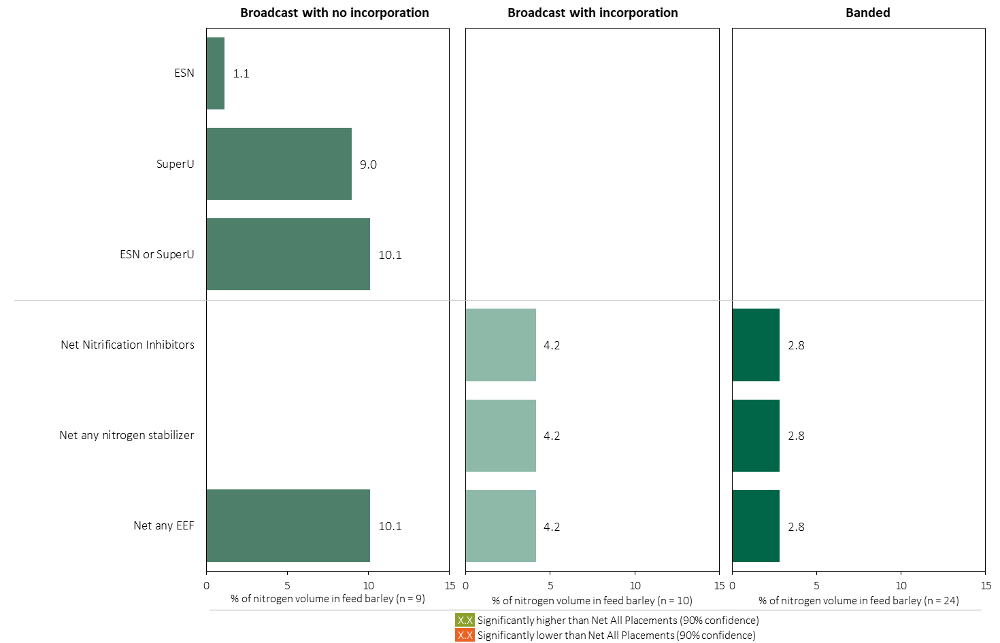 Broadcast with no incorporation Broadcast with incorporation Banded
ESN 1.1
SuperU 9.0
ESN or SuperU 10.1
Net Nitrification Inhibitors 4.2 2.8
Net any nitrogen stabilizer 4.2 2.8
Net any EEF 10.1 4.2 2.8
0 5 10 15 0 5 10 15 0 5 10 15
% of nitrogen volume in feed barley (n = 9) % of nitrogen volume in feed barley (n = 10) % of nitrogen volume in feed barley (n = 24)
X.X Significantly higher than Net All Placements (90% confidence)
X.X Significantly lower than Net All Placements (90% confidence)